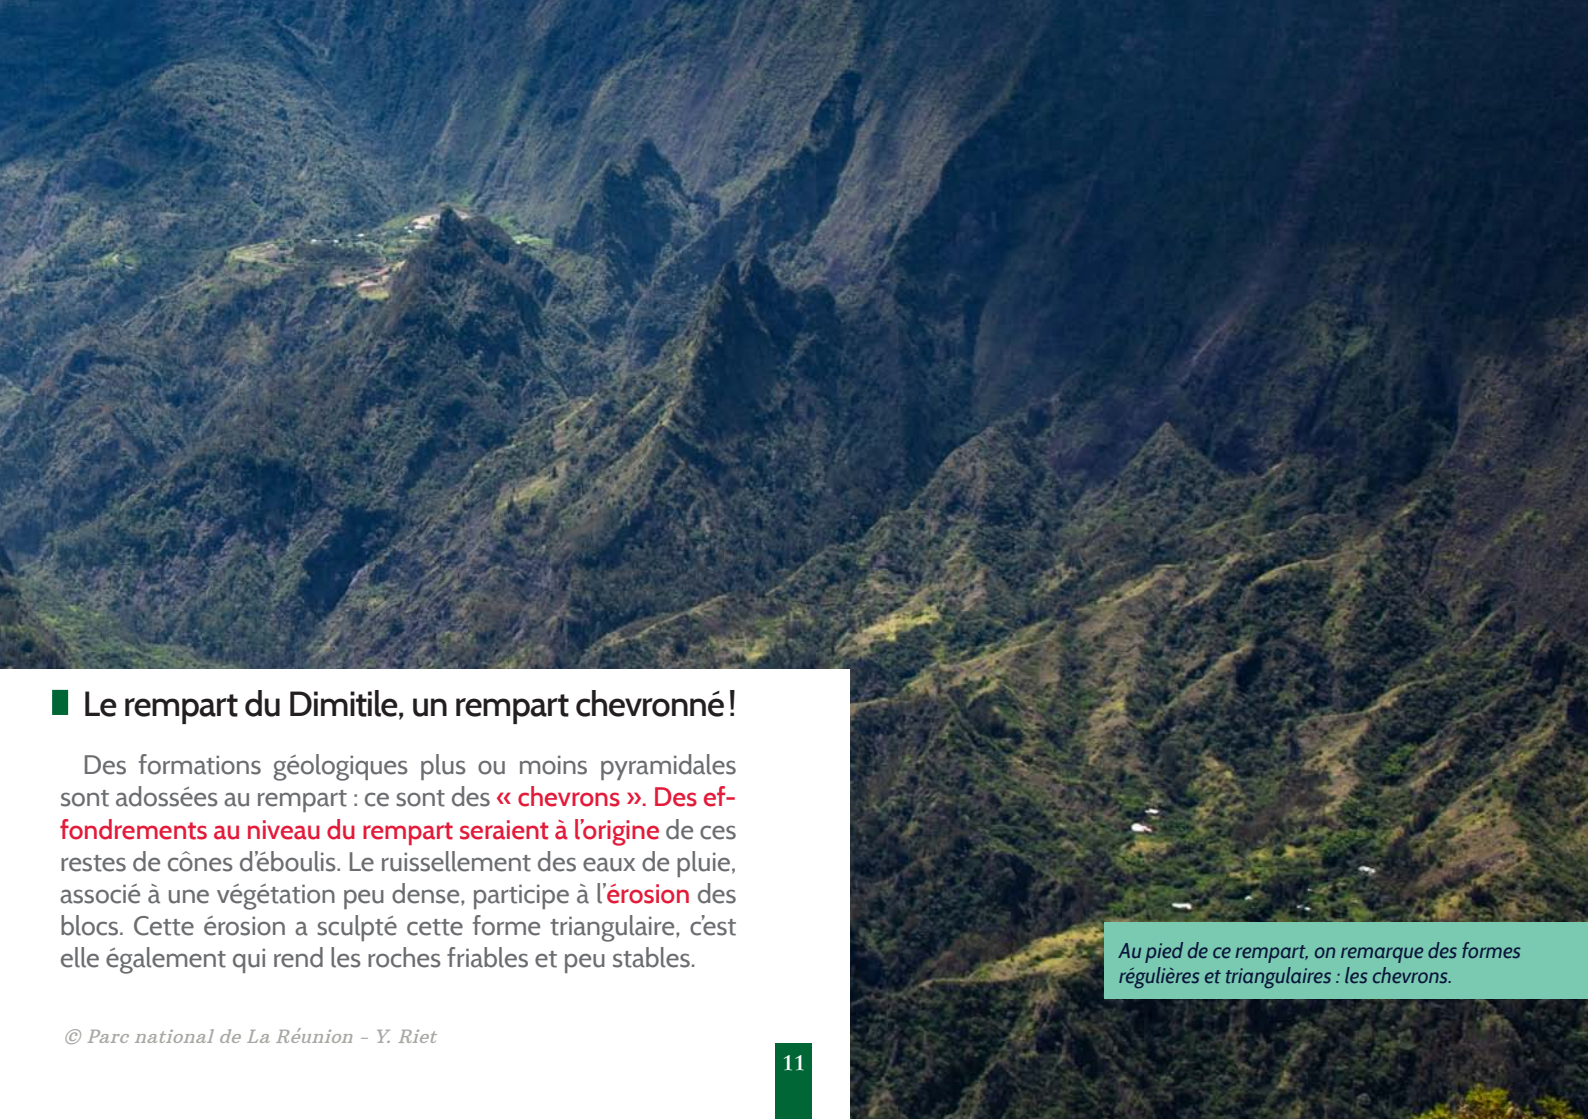 Le rempart du Dimitile, un rempart chevronné !
Des formations géologiques plus ou moins pyramidales
sont adossées au rempart : ce sont des « chevrons ». Des ef-
fondrements au niveau du rempart seraient à l'origine de ces
restes de cônes d'éboulis. Le ruissellement des eaux de pluie,
associé à une végétation peu dense, participe à l'érosion des
blocs. Cette érosion a sculpté cette forme triangulaire, c'est
elle également qui rend les roches friables et peu stables.
© Parc national de La Réunion - Y. Riet
Au pied de ce rempart, on remarque des formes
régulières et triangulaires : les chevrons.
11